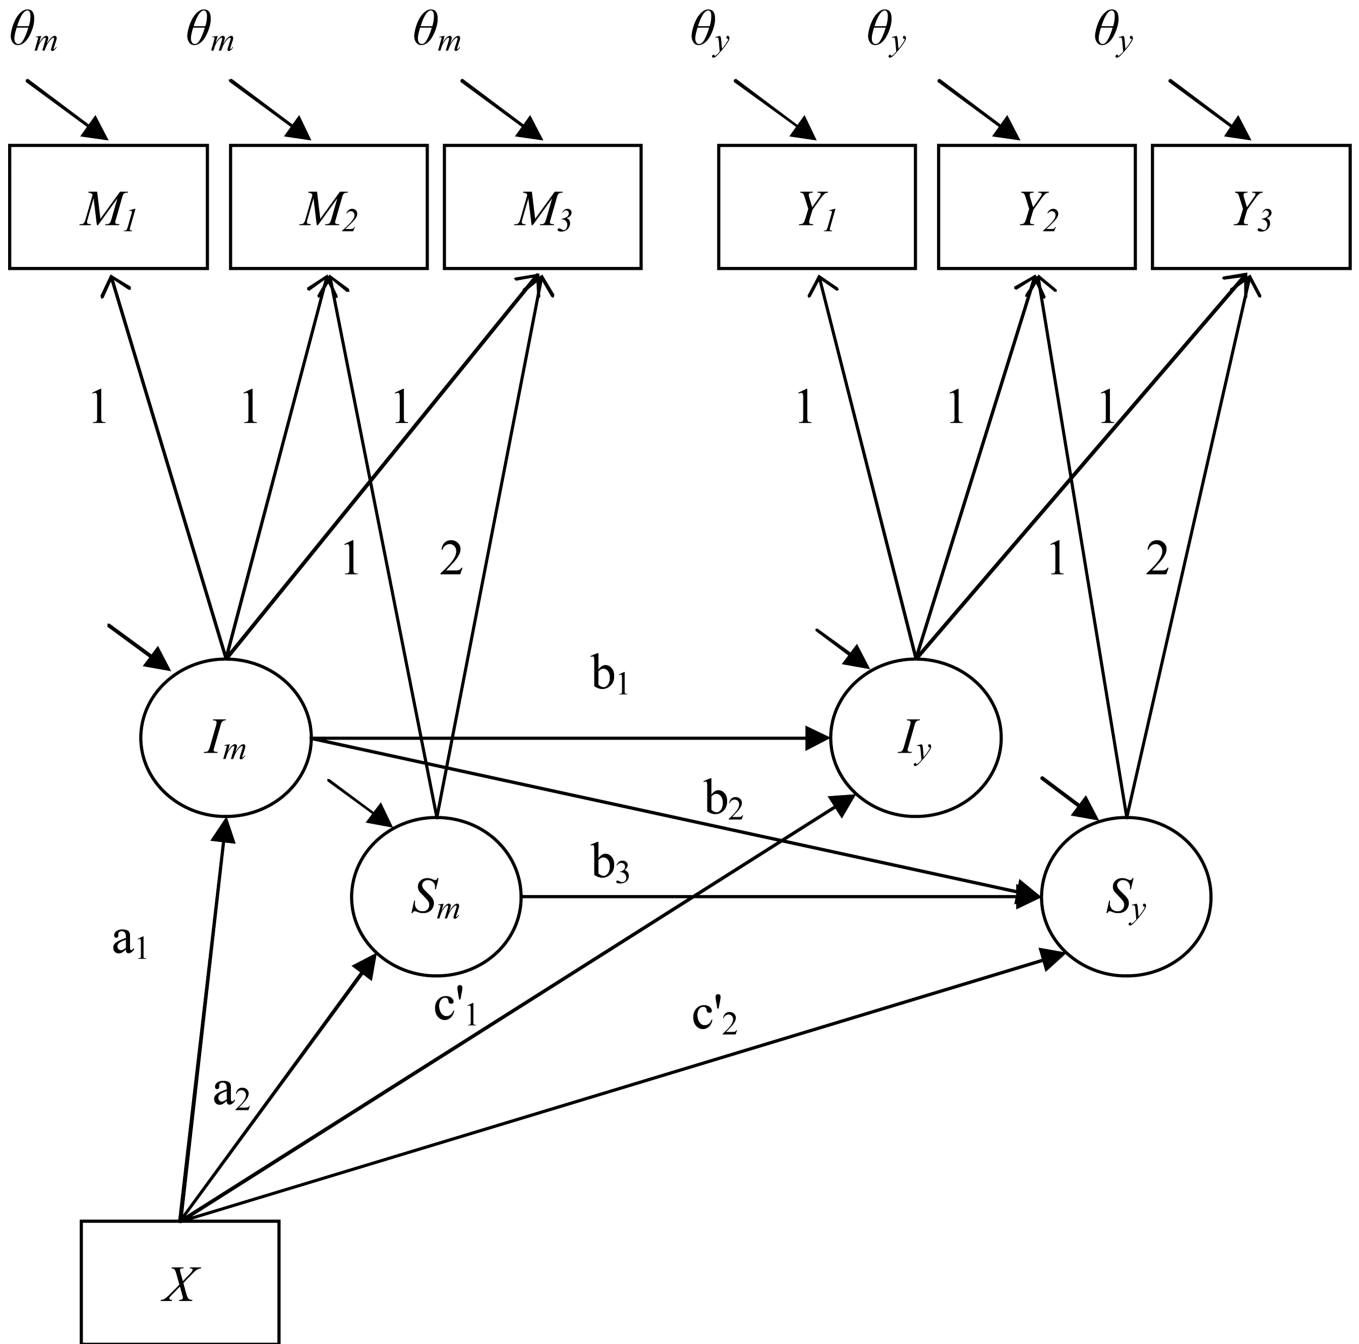 θm θm θm θy θy θy
M1 M2 M3 Y1 Y2 Y3
1 1 1 1 1 1
1 2 1 2
b1
Im Iy
b2
b3
Sm Sy
a1
c'1 c'2
a2
X